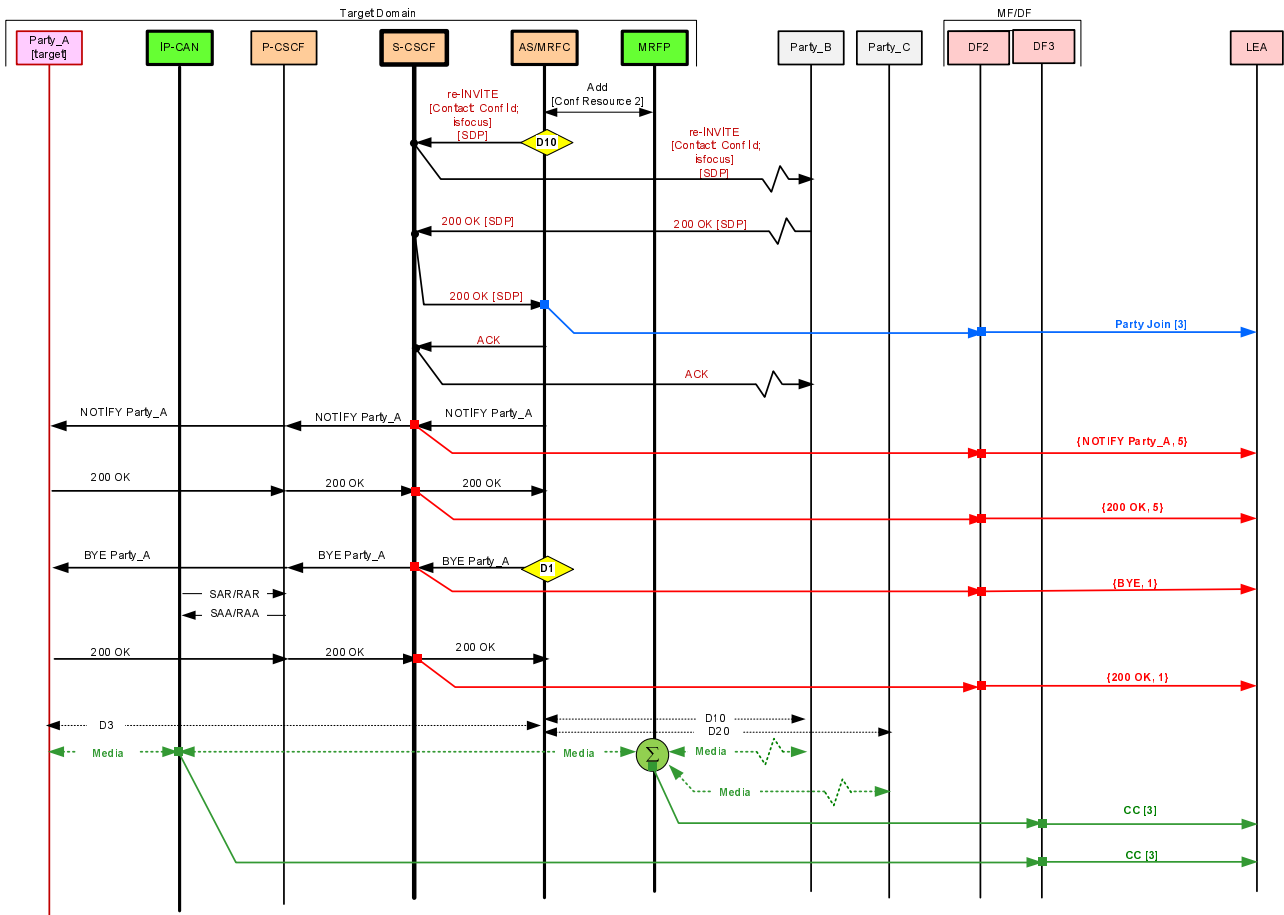 Target Domain
MF/DF
Party_A
[target]
IP-CAN
P-CSCF
S-CSCF
AS/MRFC
MRFP
Party_B
Party_C
DF2
DF3
LEA
Add
[Conf Resource 2]
re-INVITE
[Contact: Conf Id;
isfocus]
[SDP]
D10
re-INVITE
[Contact: Conf Id;
isfocus]
[SDP]
200 OK [SDP]
200 OK [SDP]
200 OK [SDP]
Party Join [3]
ACK
ACK
NOTIFY Party_A
NOTIFY Party_A
NOTIFY Party_A
{NOTIFY Party_A, 5}
200 OK
200 OK
200 OK
{200 OK, 5}
BYE Party_A
BYE Party_A
BYE Party_A
D1
{BYE, 1}
SAR/RAR
SAA/RAA
200 OK
200 OK
200 OK
{200 OK, 1}
D3
D10
D20
Media
Media
Σ
Media
Media
CC [3]
CC [3]